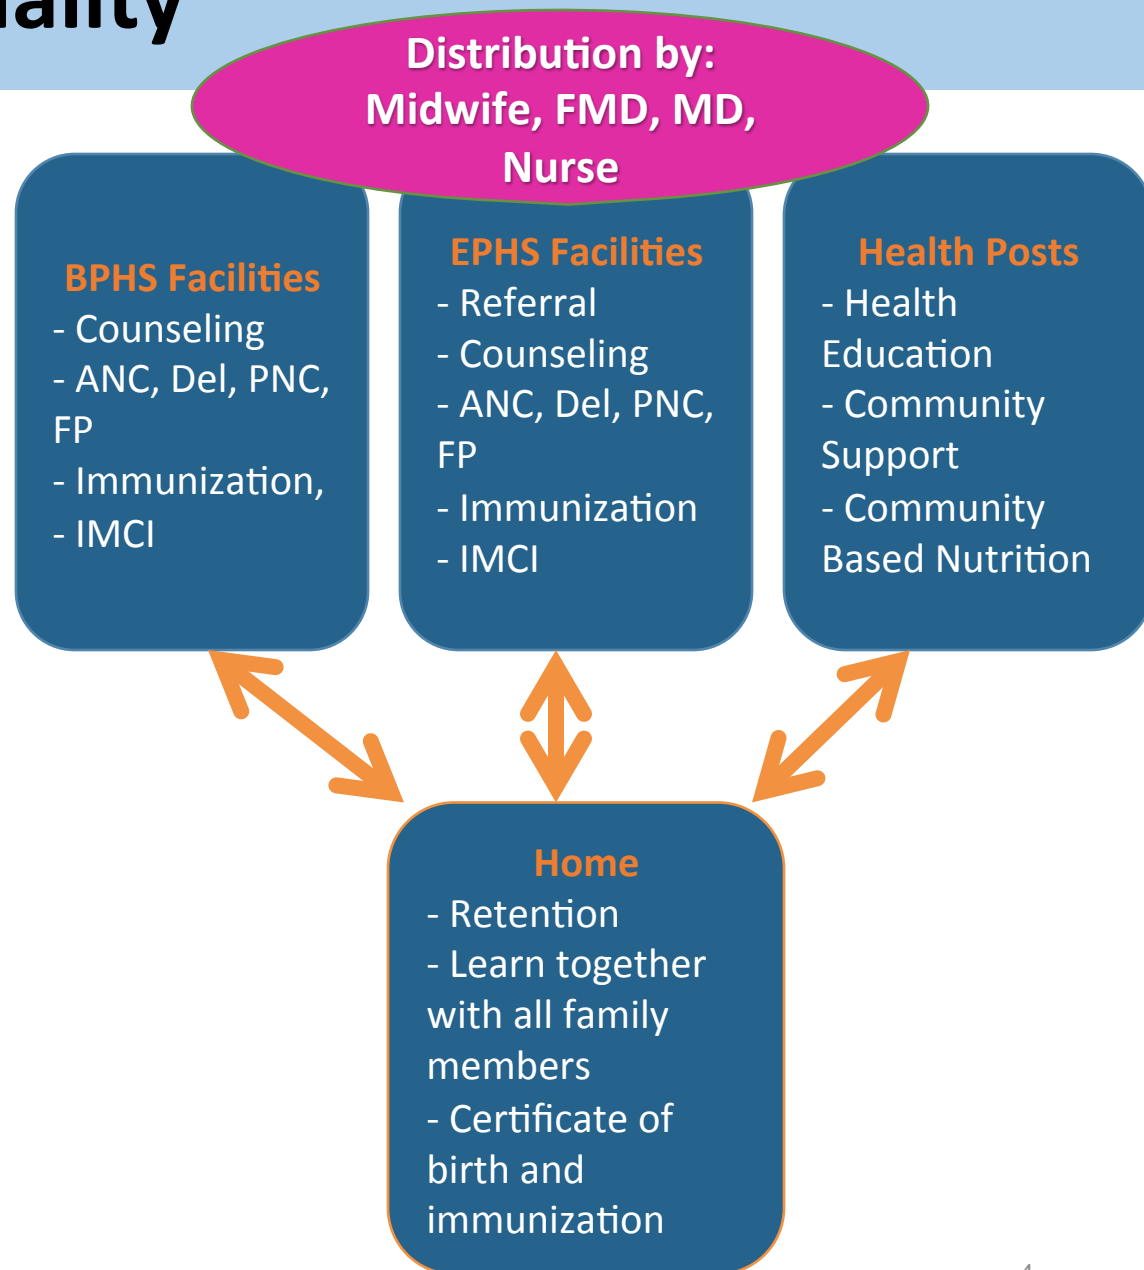 Distribution by:
Midwife, FMD, MD,
Nurse
BPHS Facilities
- Counseling
- ANC, Del, PNC,
FP
- Immunization,
- IMCI
EPHS Facilities
- Referral
- Counseling
- ANC, Del, PNC,
FP
- Immunization
- IMCI
Health Posts
- Health
Education
- Community
Support
- Community
Based Nutrition
Home
- Retention
- Learn together
with all family
members
- Certificate of
birth and
immunization